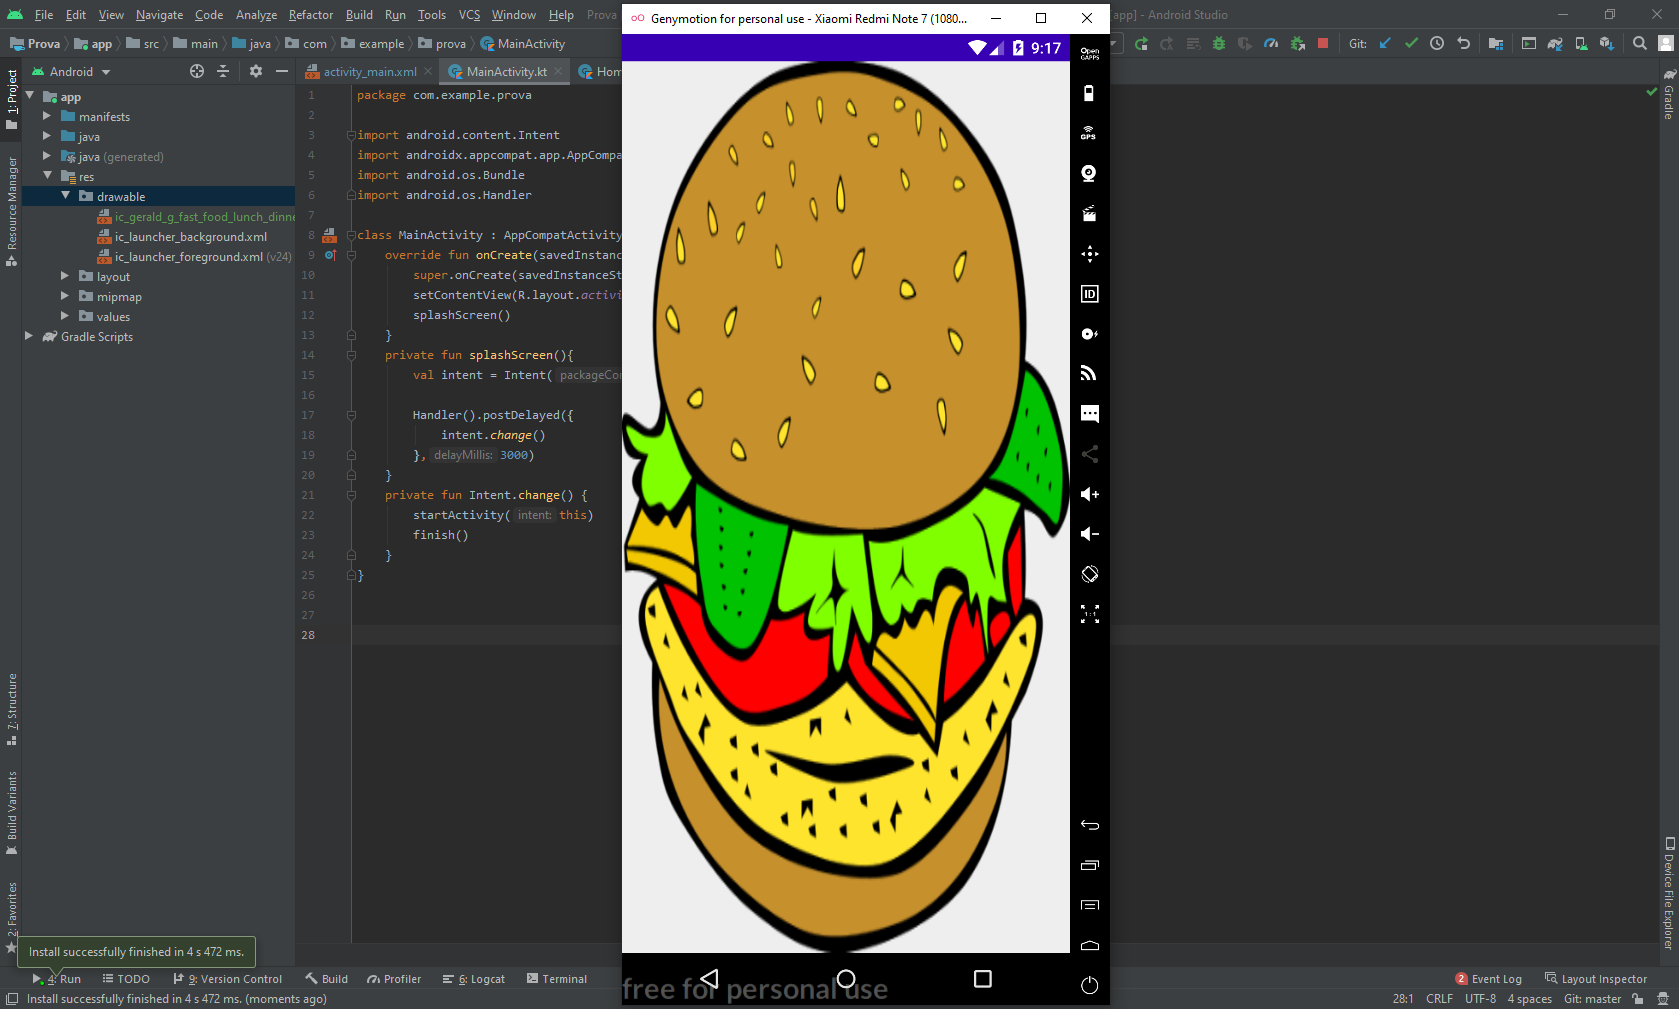 File Edit View Navigate Code Analyze Refactor Build Run Tools VCS Window Help Prova
Genymotion for personal use - Xiaomi Redmi Note 7 (1080...
app] - Android Studio
Prova app src main java com example prova MainActivity
Git:
9:17
Open GAPPS
Android
activity_main.xml
MainActivity.kt
Hom
1: Project
Resource Manager
7: Structure
Build Variants
2: Favorites
app
manifests
java
java (generated)
res
drawable
ic_gerald_g_fast_food_lunch_dinne
ic_launcher_background.xml
ic_launcher_foreground.xml (v24)
layout
mipmap
values
Gradle Scripts
1 package com.example.prova
2
3 import android.content.Intent
4 import androidx.appcompat.app.AppCompa
5 import android.os.Bundle
6 import android.os.Handler
7
8 class MainActivity : AppCompatActivity
9 override fun onCreate(savedInstanc
10 super.onCreate(savedInstanceSt
11 setContentView(R.layout.activi
12 splashScreen()
13 }
14 private fun splashScreen(){
15 val intent = Intent( packageCon
16
17 Handler().postDelayed({
18 intent.change()
19 }, delayMillis: 3000)
20 }
21 private fun Intent.change() {
22 startActivity( intent: this)
23 finish()
24 }
25 }
26
27
28
GPS
ID
1:1
Gradle
Device File Explorer
Install successfully finished in 4 s 472 ms.
4: Run TODO 9: Version Control Build Profiler 6: Logcat Terminal
free for personal use
2 Event Log Layout Inspector
Install successfully finished in 4 s 472 ms. (moments ago)
28:1 CRLF UTF-8 4 spaces Git: master